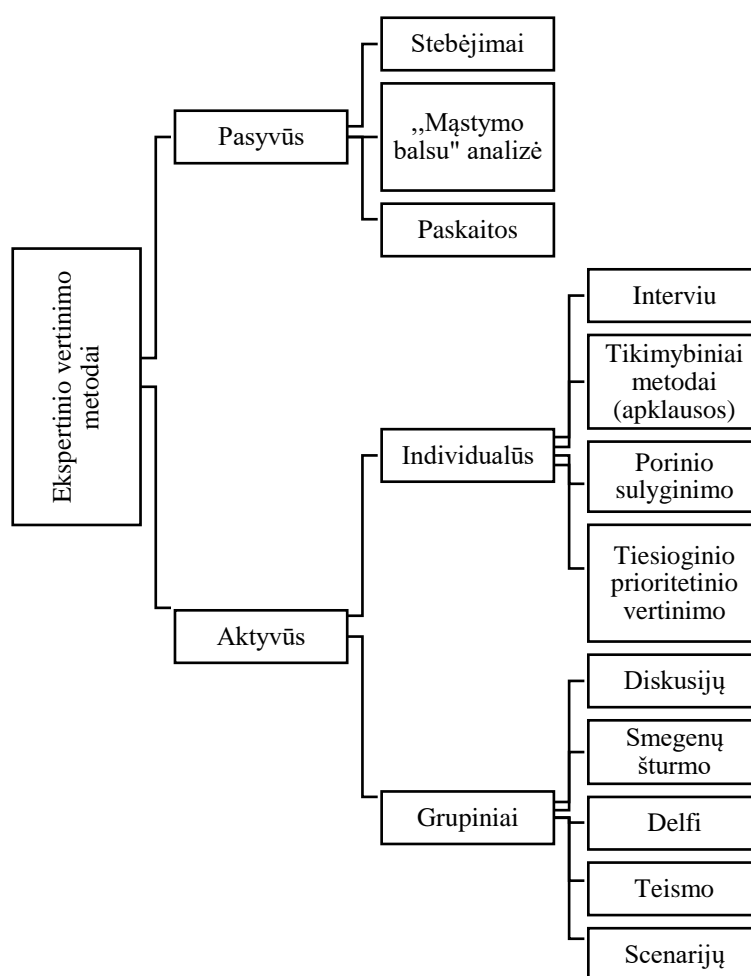 Ekspertinio vertinimo
metodai
Pasyvūs
Stebėjimai
,,Mąstymo
balsu" analizė
Paskaitos
Aktyvūs
Individualūs
Interviu
Tikimybiniai
metodai
(apklausos)
Porinio
sulyginimo
Tiesioginio
prioritetinio
vertinimo
Grupiniai
Diskusijų
Smegenų
šturmo
Delfi
Teismo
Scenarijų